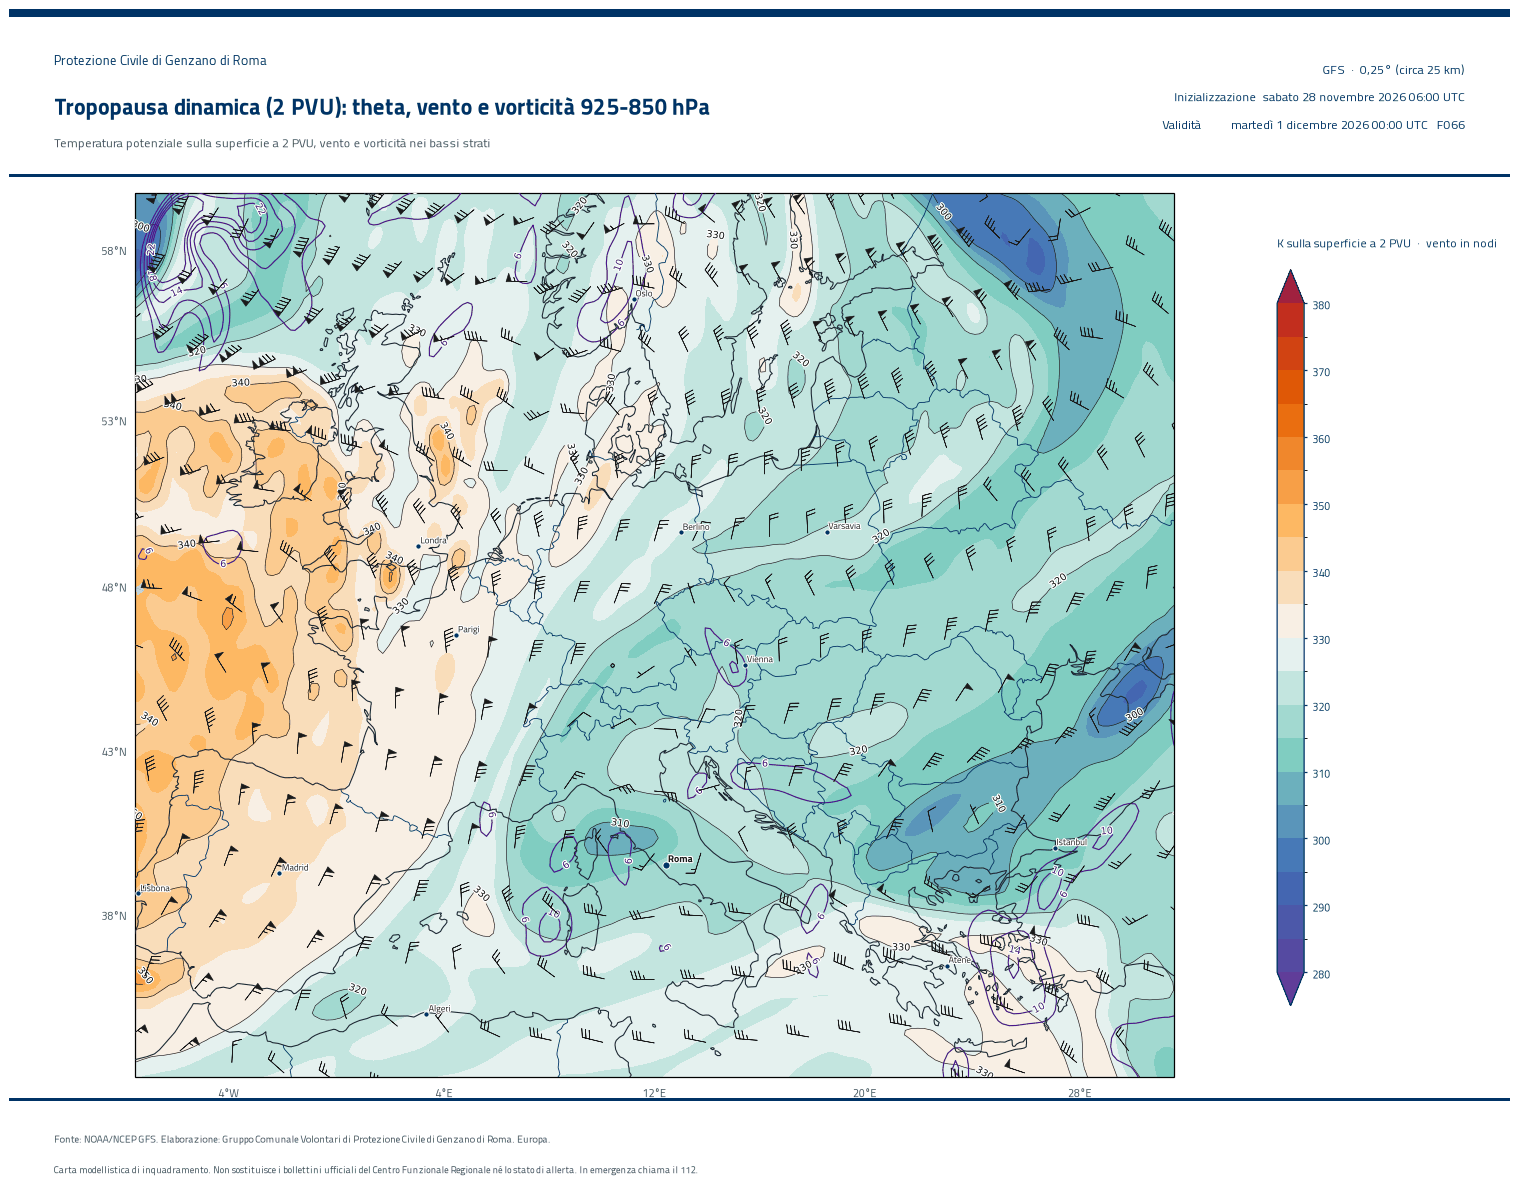 Protezione Civile di Genzano di Roma
Tropopausa dinamica (2 PVU): theta, vento e vorticità 925-850 hPa
Temperatura potenziale sulla superficie a 2 PVU, vento e vorticità nei bassi strati
GFS · 0,25° (circa 25 km)
Inizializzazione sabato 28 novembre 2026 06:00 UTC
Validità martedì 1 dicembre 2026 00:00 UTC F066
K sulla superficie a 2 PVU · vento in nodi
380
370
360
350
340
330
320
310
300
290
280
58°N
53°N
48°N
43°N
38°N
4°W
4°E
12°E
20°E
28°E
Oslo
Londra
Berlino
Varsavia
Parigi
Vienna
Madrid
Lisbona
Roma
Istanbul
Atene
Algeri
Fonte: NOAA/NCEP GFS. Elaborazione: Gruppo Comunale Volontari di Protezione Civile di Genzano di Roma. Europa.
Carta modellistica di inquadramento. Non sostituisce i bollettini ufficiali del Centro Funzionale Regionale né lo stato di allerta. In emergenza chiama il 112.